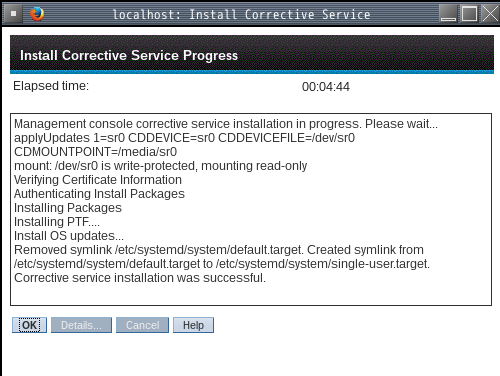 localhost: Install Corrective Service
Install Corrective Service Progress
Elapsed time: 00:04:44
Management console corrective service installation in progress. Please wait...
applyUpdates 1=sr0 CDDEVICE=sr0 CDDEVICEFILE=/dev/sr0
CDMOUNTPOINT=/media/sr0
mount: /dev/sr0 is write-protected, mounting read-only
Verifying Certificate Information
Authenticating Install Packages
Installing Packages
Installing PTF....
Install OS updates...
Removed symlink /etc/systemd/system/default.target. Created symlink from
/etc/systemd/system/default.target to /etc/systemd/system/single-user.target.
Corrective service installation was successful.
OK Details... Cancel Help